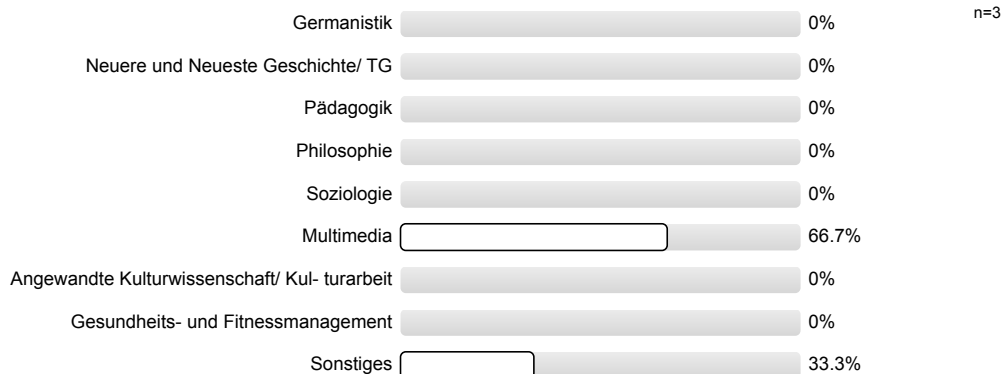 Germanistik 0% n=3
Neuere und Neueste Geschichte/ TG 0%
Pädagogik 0%
Philosophie 0%
Soziologie 0%
Multimedia 66.7%
Angewandte Kulturwissenschaft/ Kul- turarbeit 0%
Gesundheits- und Fitnessmanagement 0%
Sonstiges 33.3%